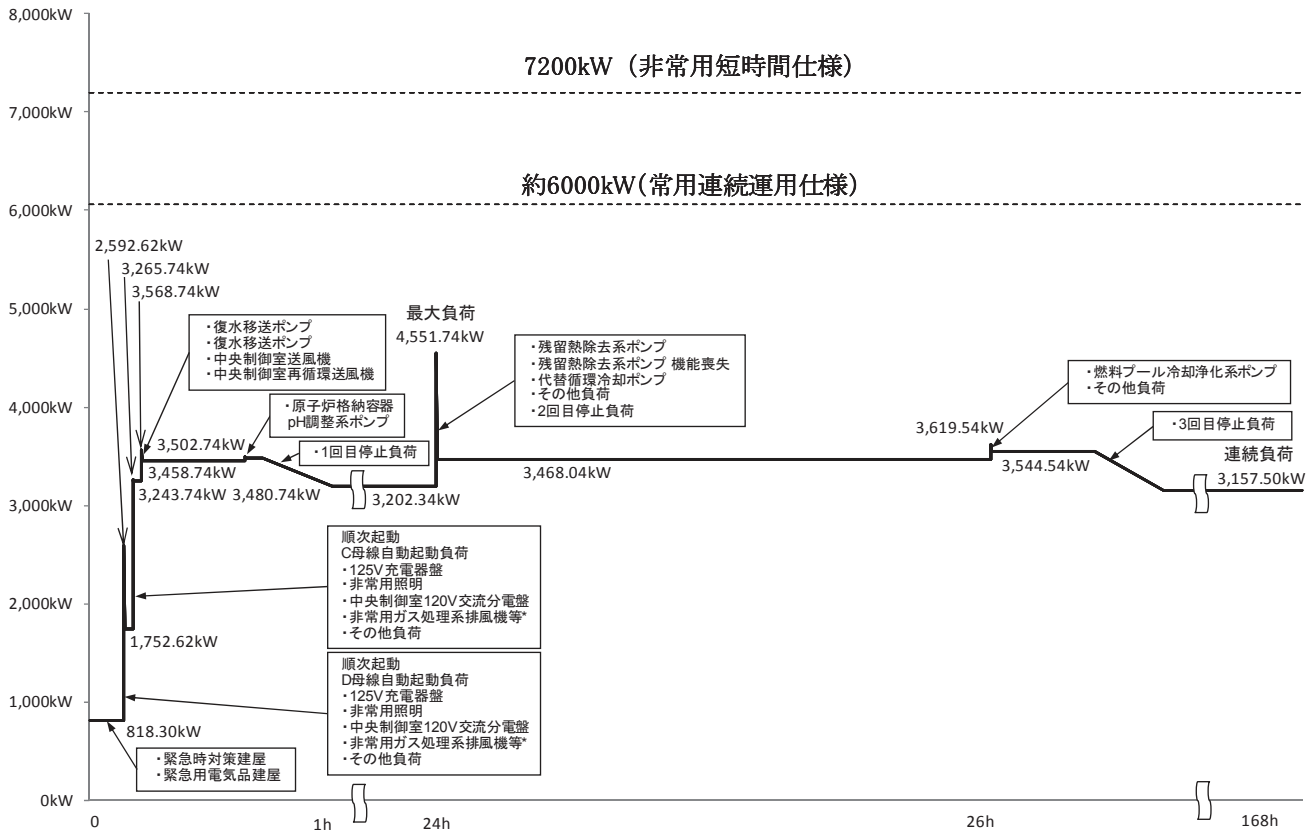 8,000kW
7200kW（非常用短時間仕様）
7,000kW
約6000kW(常用連続運用仕様)
6,000kW
2,592.62kW
3,265.74kW
3,568.74kW
5,000kW
最大負荷
4,551.74kW
・復水移送ポンプ
・復水移送ポンプ
・中央制御室送風機
・中央制御室再循環送風機
・残留熱除去系ポンプ
・残留熱除去系ポンプ 機能喪失
・代替循環冷却ポンプ
・その他負荷
・2回目停止負荷
・燃料プール冷却浄化系ポンプ
・その他負荷
4,000kW
・原子炉格納容器
pH調整系ポンプ
3,619.54kW
・3回目停止負荷
3,502.74kW
・1回目停止負荷
連続負荷
3,458.74kW
3,468.04kW
3,544.54kW
3,157.50kW
3,243.74kW
3,480.74kW
3,202.34kW
3,000kW
順次起動
C母線自動起動負荷
・125V充電器盤
・非常用照明
・中央制御室120V交流分電盤
・非常用ガス処理系排風機等*
・その他負荷
2,000kW
1,752.62kW
順次起動
D母線自動起動負荷
・125V充電器盤
・非常用照明
・中央制御室120V交流分電盤
・非常用ガス処理系排風機等*
・その他負荷
1,000kW
818.30kW
・緊急時対策建屋
・緊急用電気品建屋
0kW
0
1h
24h
26h
168h